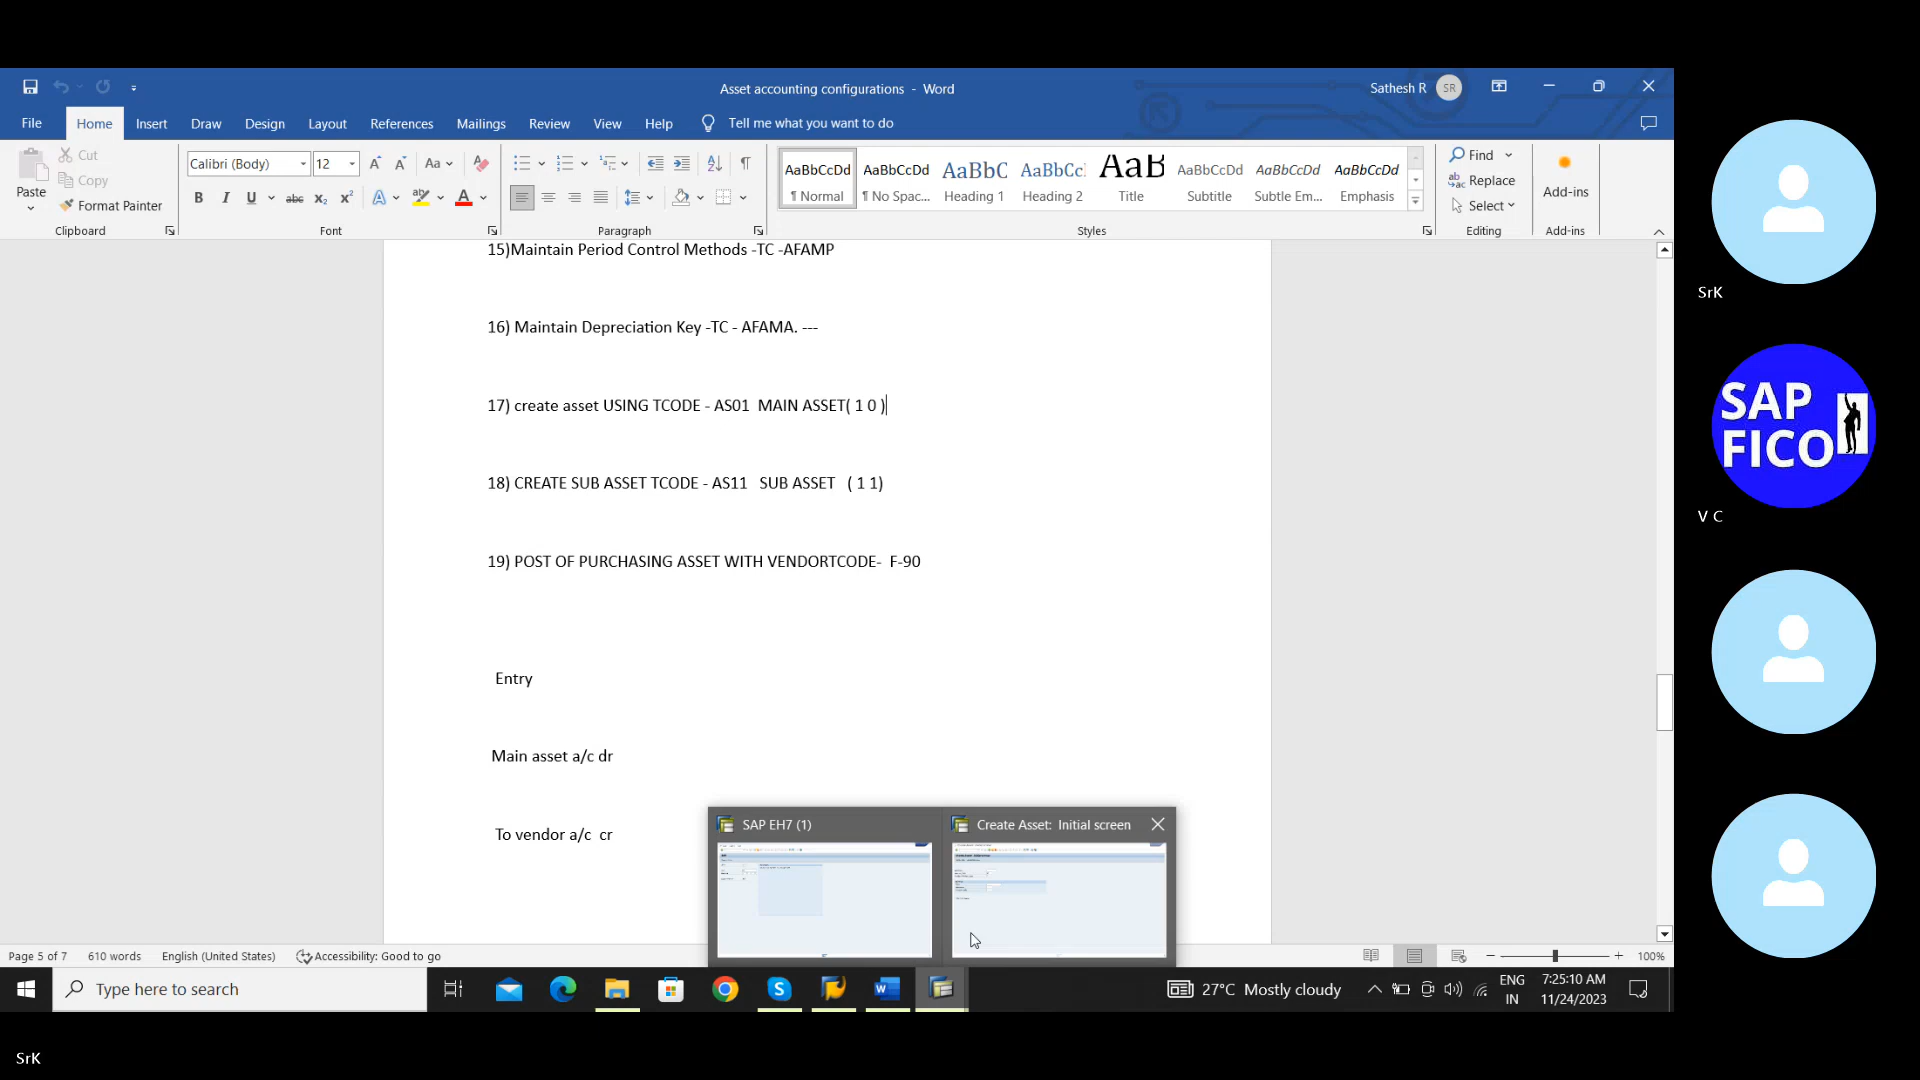 Asset accounting configurations - Word
Sathesh R
SR
File
Home
Insert
Draw
Design
Layout
References
Mailings
Review
View
Help
Tell me what you want to do
Paste
Cut
Copy
Format Painter
Clipboard
Calibri (Body)
12
Aa
B
I
U
abc
x₂
x²
A
ab
A
Font
Paragraph
AaBbCcDd
¶ Normal
AaBbCcDd
¶ No Spac...
AaBbC
Heading 1
AaBbCc
Heading 2
AaB
Title
AaBbCcDd
Subtitle
AaBbCcDd
Subtle Em...
AaBbCcDd
Emphasis
Styles
Find
Replace
Select
Editing
Add-ins
Add-ins
15)Maintain Period Control Methods -TC -AFAMP
16) Maintain Depreciation Key -TC - AFAMA. ---
17) create asset USING TCODE - AS01 MAIN ASSET( 1 0 )
18) CREATE SUB ASSET TCODE - AS11 SUB ASSET ( 1 1)
19) POST OF PURCHASING ASSET WITH VENDORTCODE- F-90
Entry
Main asset a/c dr
To vendor a/c cr
SAP EH7 (1)
Create Asset: Initial screen
Page 5 of 7
610 words
English (United States)
Accessibility: Good to go
100%
Type here to search
27°C Mostly cloudy
ENG
IN
7:25:10 AM
11/24/2023
SrK
SAP
FICO
V C
SrK